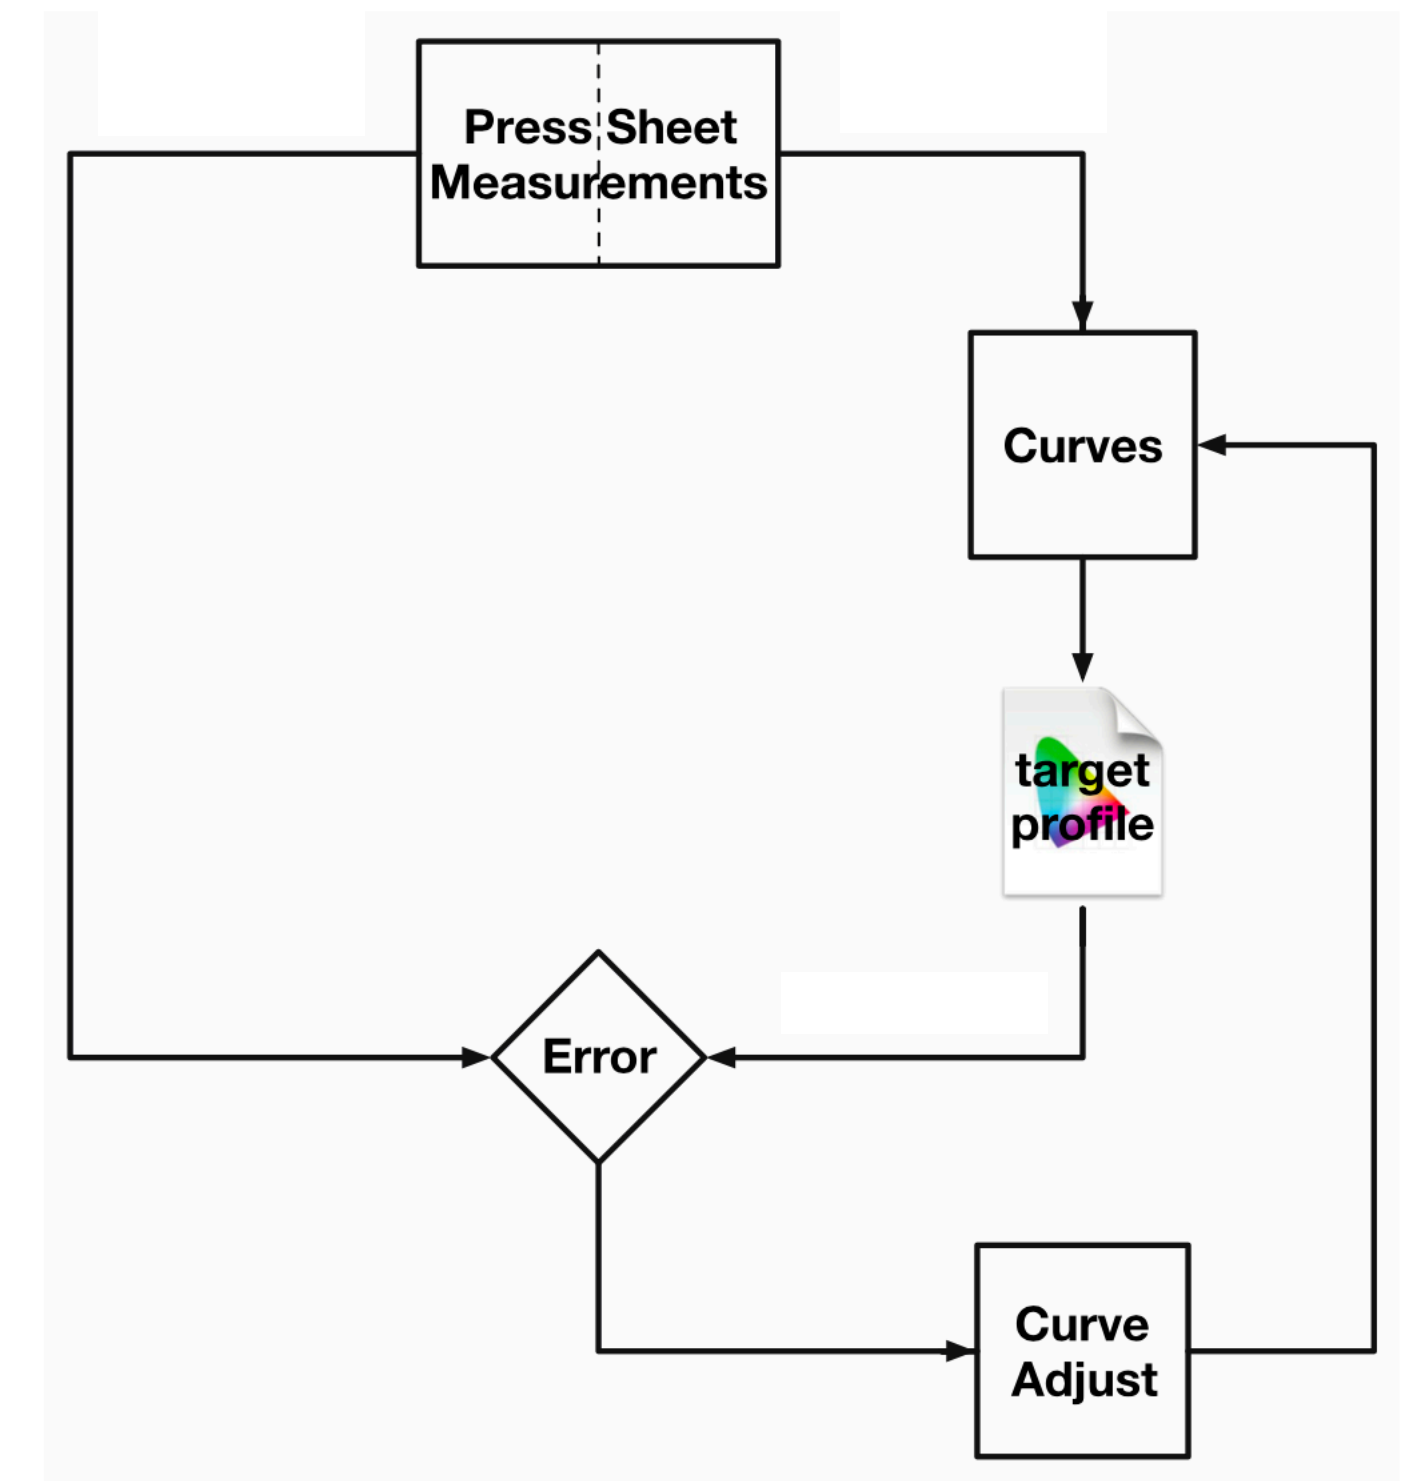 Press Sheet
Measurements
Curves
target
profile
Error
Curve
Adjust